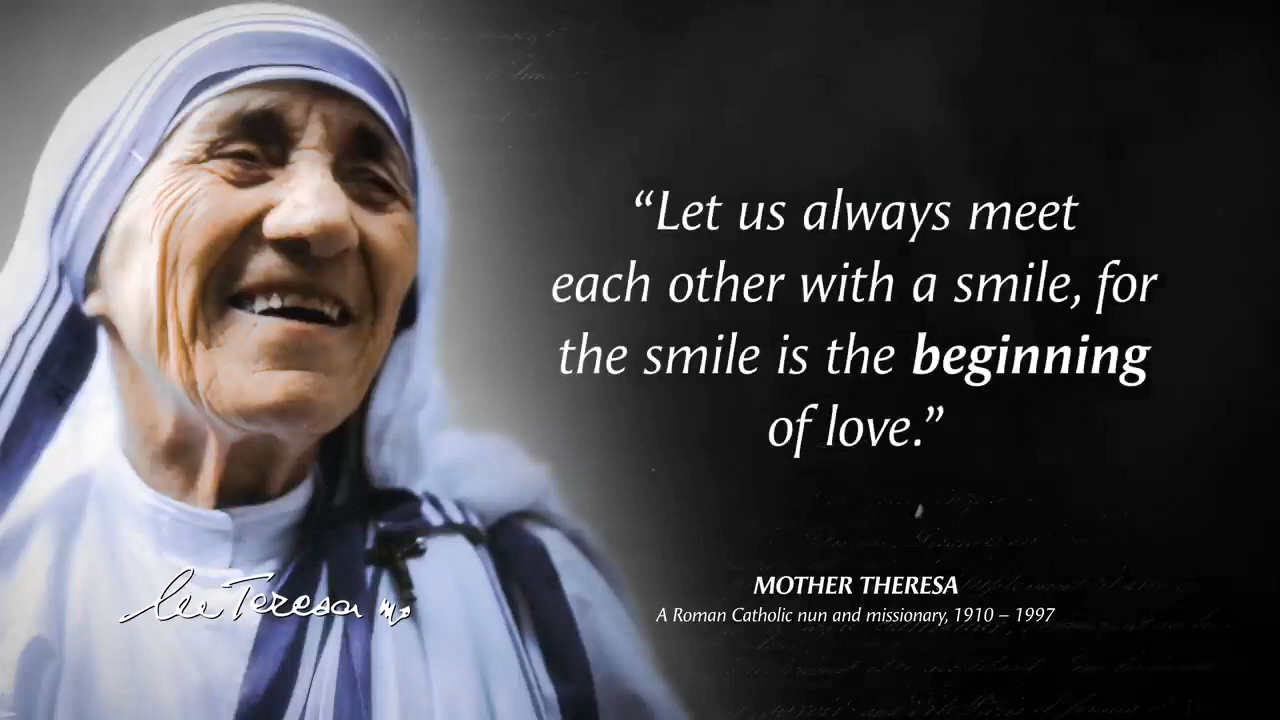 “Let us always meet
each other with a smile, for
the smile is the beginning
of love.”
MOTHER THERESA
A Roman Catholic nun and missionary, 1910 – 1997
Teresa